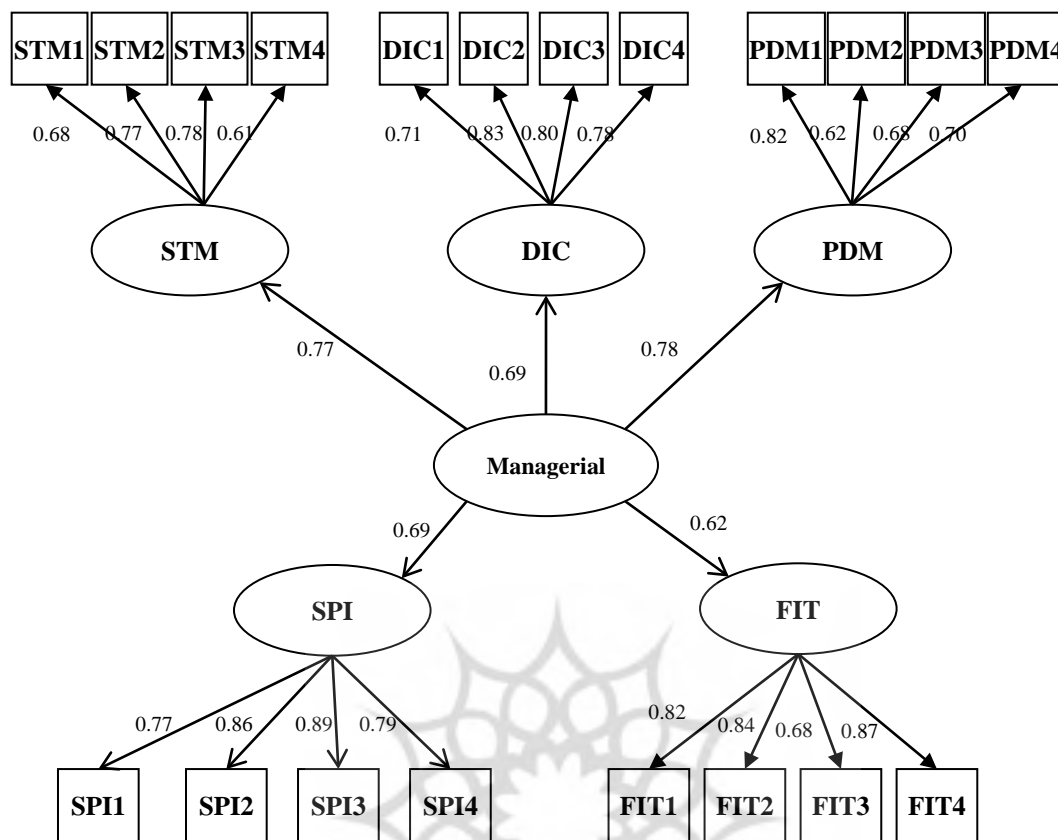 STM1 STM2 STM3 STM4 DIC1 DIC2 DIC3 DIC4 PDM1 PDM2 PDM3 PDM4
0.68 0.77 0.78 0.61 0.71 0.83 0.80 0.78 0.82 0.62 0.68 0.70
STM DIC PDM
0.77 0.69 0.78
Managerial
0.69 0.62
SPI FIT
0.77 0.86 0.89 0.79 0.82 0.84 0.68 0.87
SPI1 SPI2 SPI3 SPI4 FIT1 FIT2 FIT3 FIT4